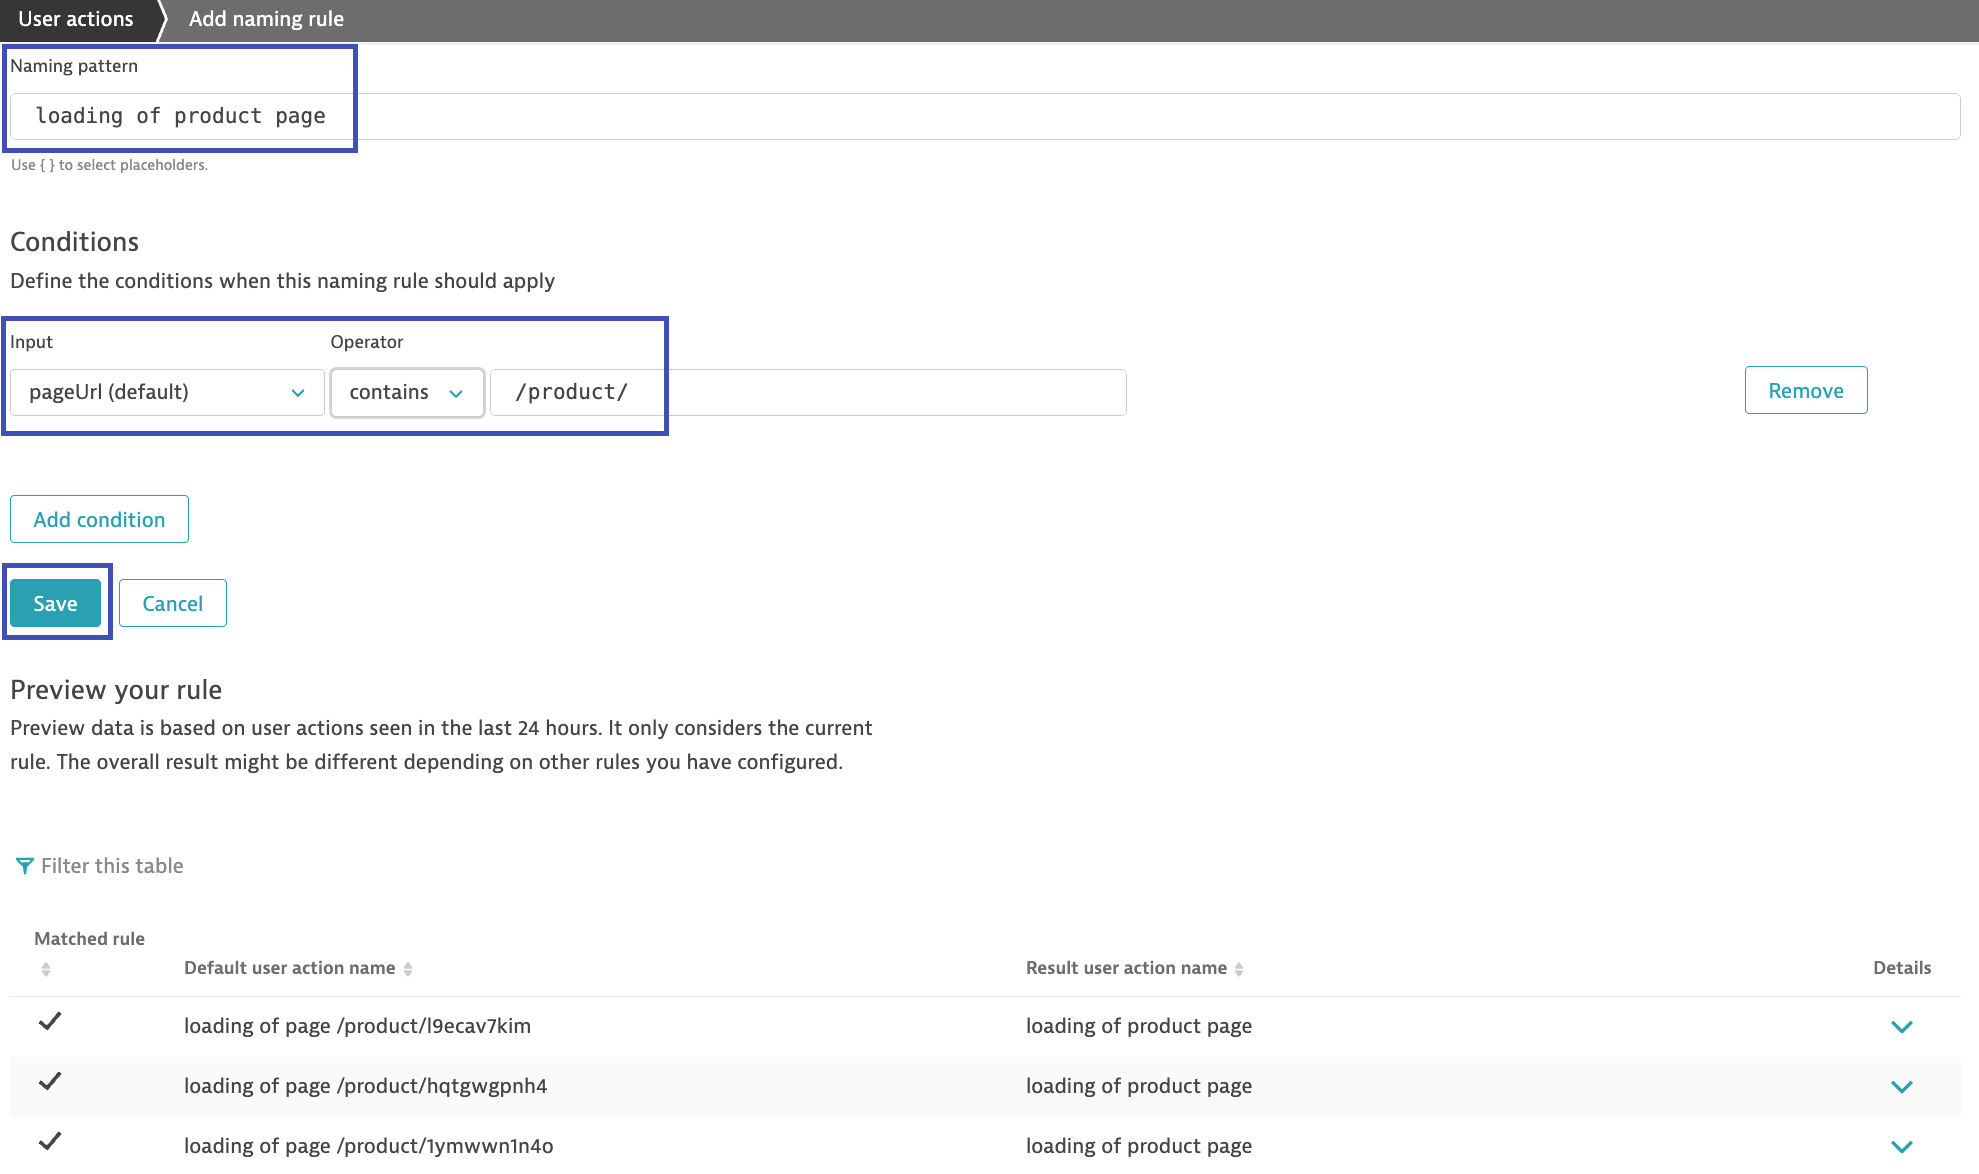 User actions
Add naming rule
Naming pattern
loading of product page
Use { } to select placeholders.
Conditions
Define the conditions when this naming rule should apply
Input
Operator
pageUrl (default)
contains
/product/
Remove
Add condition
Save
Cancel
Preview your rule
Preview data is based on user actions seen in the last 24 hours. It only considers the current
rule. The overall result might be different depending on other rules you have configured.
Filter this table
Matched rule
Default user action name
Result user action name
Details
loading of page /product/l9ecav7kim
loading of product page
loading of page /product/hqtgwgpnh4
loading of product page
loading of page /product/1ymwwn1n4o
loading of product page